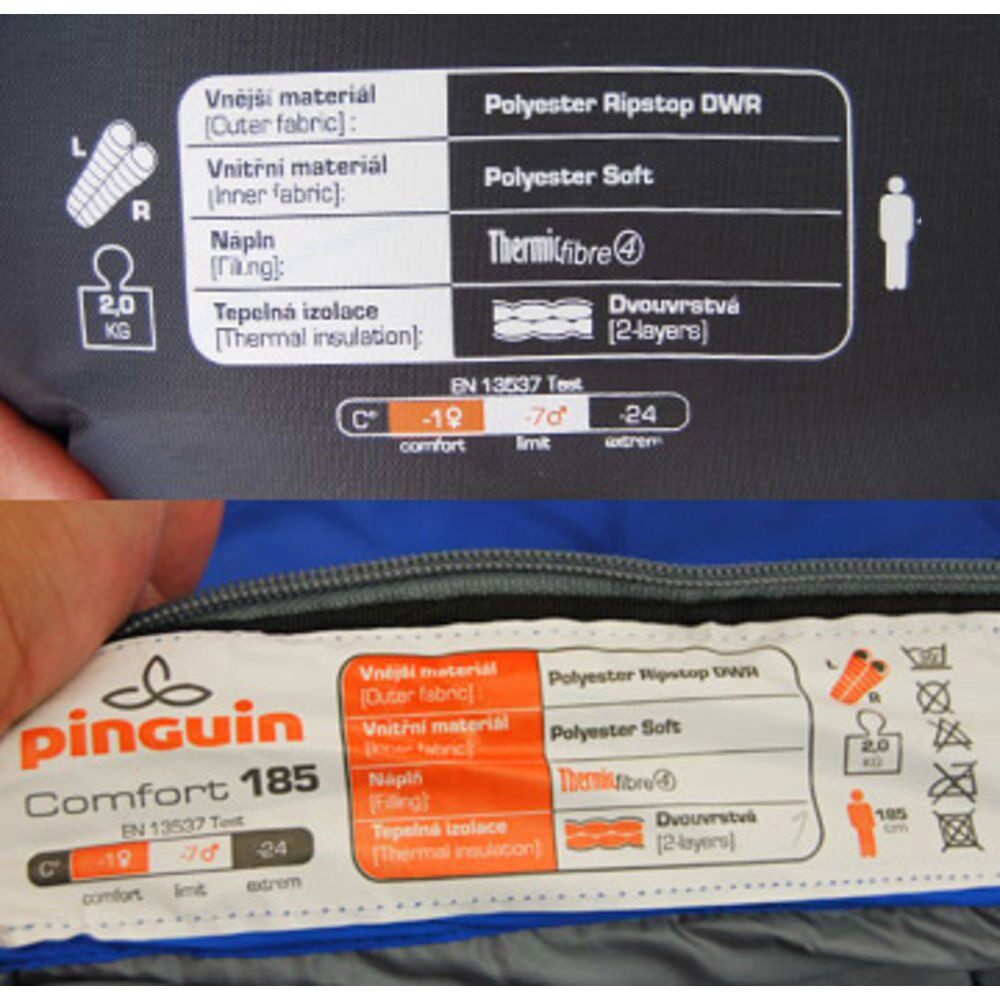 Vnější materiál
[Outer fabric]:
Polyester Ripstop DWR
Vnitřní materiál
[Inner fabric]:
Polyester Soft
Náplň
[Filling]:
Thermicfibre 4
Tepelná izolace
[Thermal insulation]:
Dvouvrstvá
[2-layers]
L
R
2,0
KG
EN 13537 Test
C° -1♀ -7♂ -24
comfort limit extrem
pinguin
Comfort 185
EN 13537 Test
C° -1♀ -7♂ -24
comfort limit extrem
Vnější materiál
[Outer fabric]:
Polyester Ripstop DWR
Vnitřní materiál
[Inner fabric]:
Polyester Soft
Náplň
[Filling]:
Thermicfibre 4
Tepelná izolace
[Thermal insulation]:
Dvouvrstvá
[2-layers]
L
R
2,0
KG
185
cm